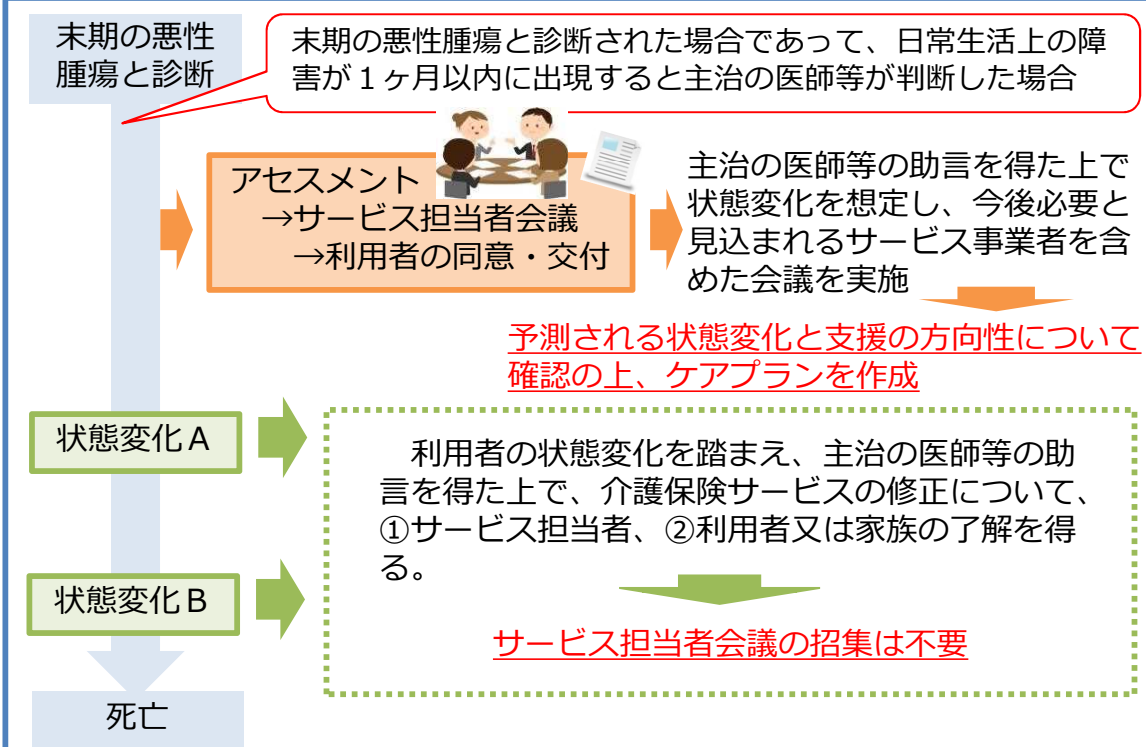 末期の悪性
腫瘍と診断
末期の悪性腫瘍と診断された場合であって、日常生活上の障
害が１ヶ月以内に出現すると主治の医師等が判断した場合
アセスメント
→サービス担当者会議
→利用者の同意・交付
主治の医師等の助言を得た上で
状態変化を想定し、今後必要と
見込まれるサービス事業者を含
めた会議を実施
予測される状態変化と支援の方向性について
確認の上、ケアプランを作成
状態変化Ａ
利用者の状態変化を踏まえ、主治の医師等の助
言を得た上で、介護保険サービスの修正について、
①サービス担当者、②利用者又は家族の了解を得
る。
状態変化Ｂ
サービス担当者会議の招集は不要
死亡